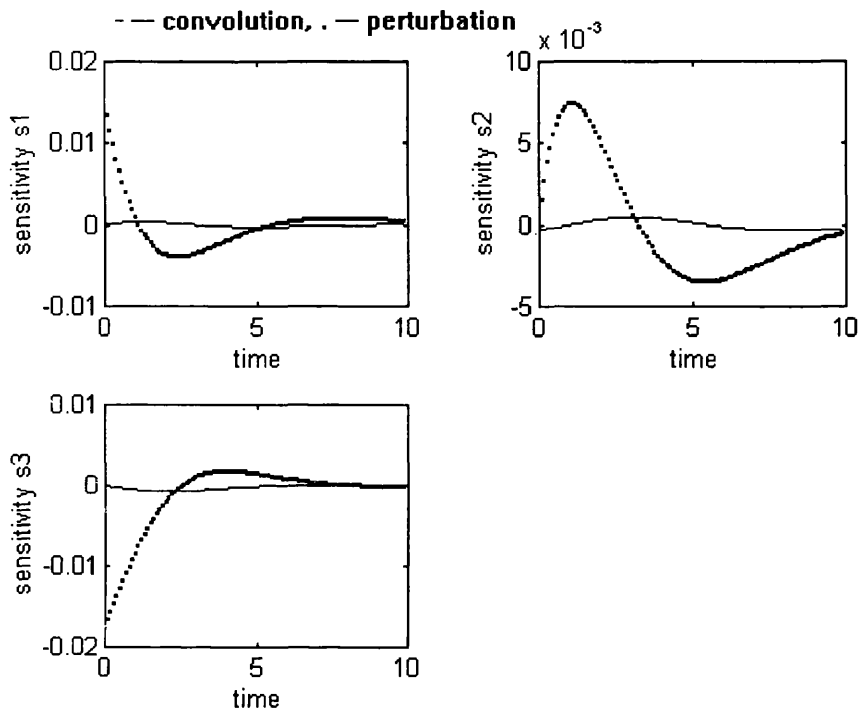 - — convolution, . — perturbation
x 10⁻³
0.02
0.01
0
-0.01
sensitivity s1
0 5 10
time
10
5
0
-5
sensitivity s2
0 5 10
time
0.01
0
-0.01
-0.02
sensitivity s3
0 5 10
time